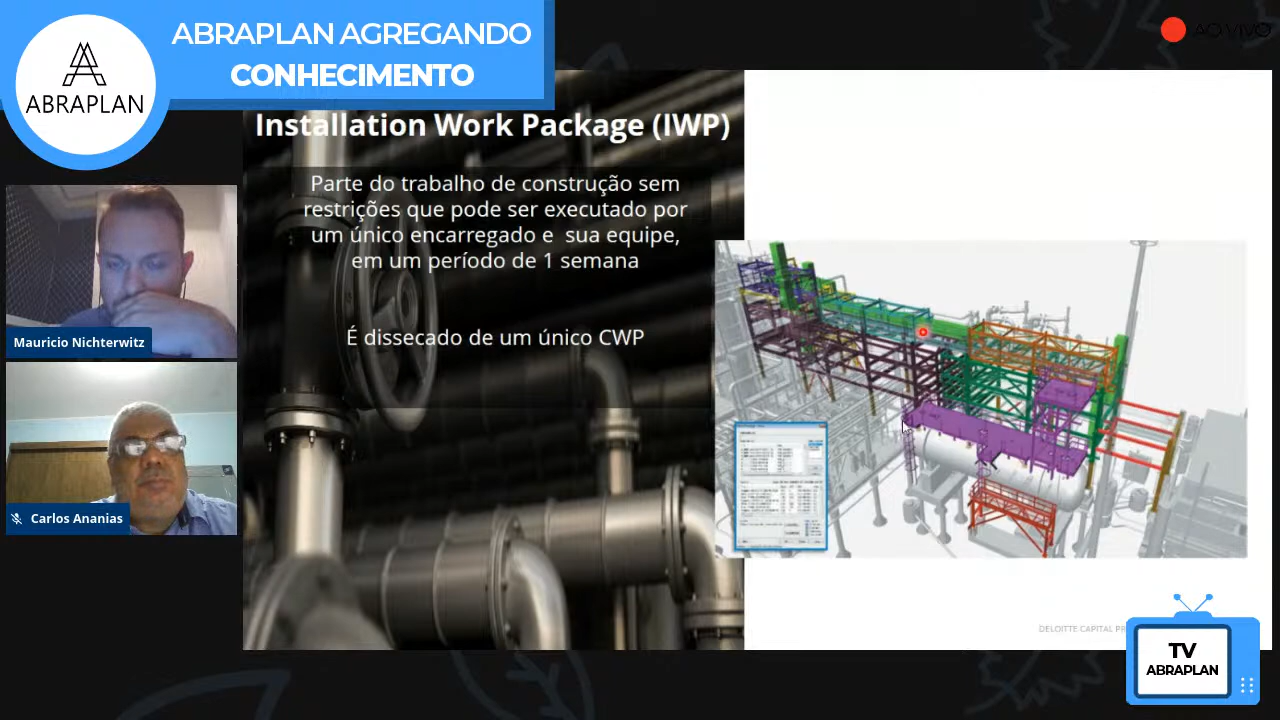 ABRAPLAN AGREGANDO
CONHECIMENTO
ABRAPLAN
AO VIVO
Installation Work Package (IWP)
Parte do trabalho de construção sem
restrições que pode ser executado por
um único encarregado e sua equipe,
em um período de 1 semana
É dissecado de um único CWP
Mauricio Nichterwitz
Carlos Ananias
DELOITTE CAPITAL
TV
ABRAPLAN